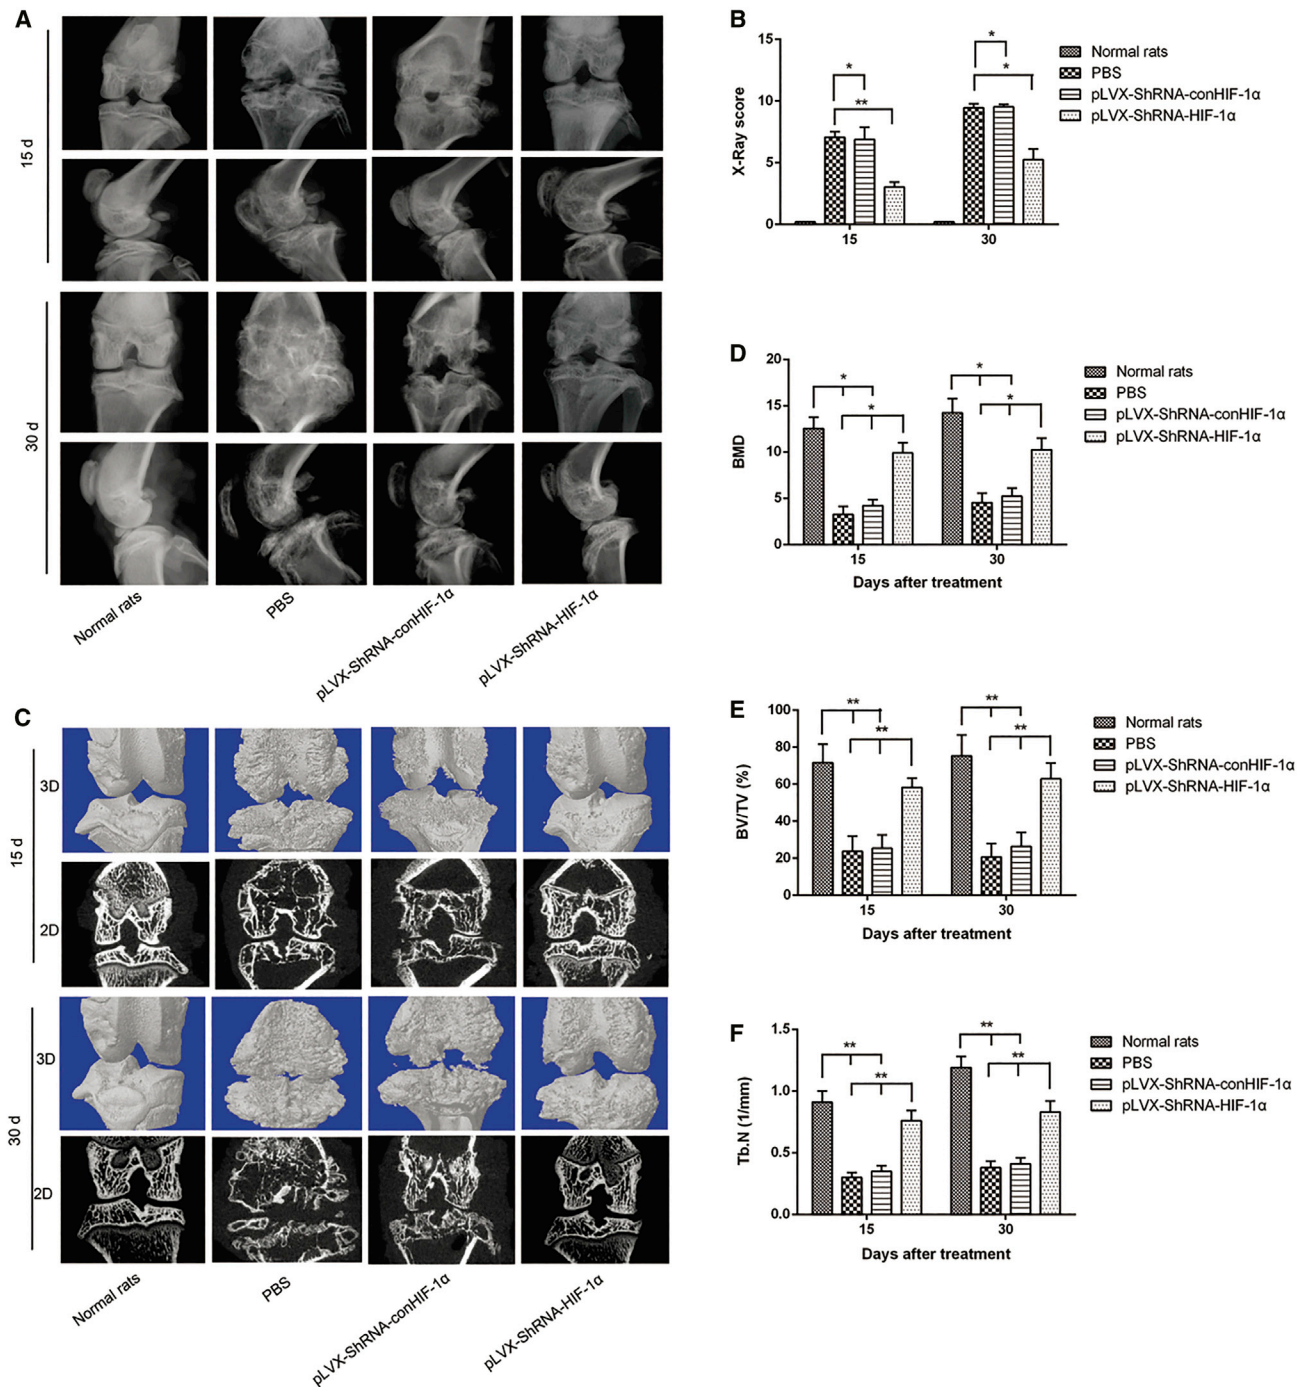 A
15 d
30 d
Normal rats
PBS
pLVX-ShRNA-conHIF-1α
pLVX-ShRNA-HIF-1α
B
X-Ray score
15
10
5
0
*
**
*
*
15
30
Normal rats
PBS
pLVX-ShRNA-conHIF-1α
pLVX-ShRNA-HIF-1α
C
15 d
3D
2D
30 d
3D
2D
Normal rats
PBS
pLVX-ShRNA-conHIF-1α
pLVX-ShRNA-HIF-1α
D
BMD
20
15
10
5
0
*
*
*
*
15
30
Days after treatment
Normal rats
PBS
pLVX-ShRNA-conHIF-1α
pLVX-ShRNA-HIF-1α
E
BV/TV (%)
100
80
60
40
20
0
**
**
**
**
15
30
Days after treatment
Normal rats
PBS
pLVX-ShRNA-conHIF-1α
pLVX-ShRNA-HIF-1α
F
Tb.N (1/mm)
1.5
1.0
0.5
0.0
**
**
**
**
15
30
Days after treatment
Normal rats
PBS
pLVX-ShRNA-conHIF-1α
pLVX-ShRNA-HIF-1α